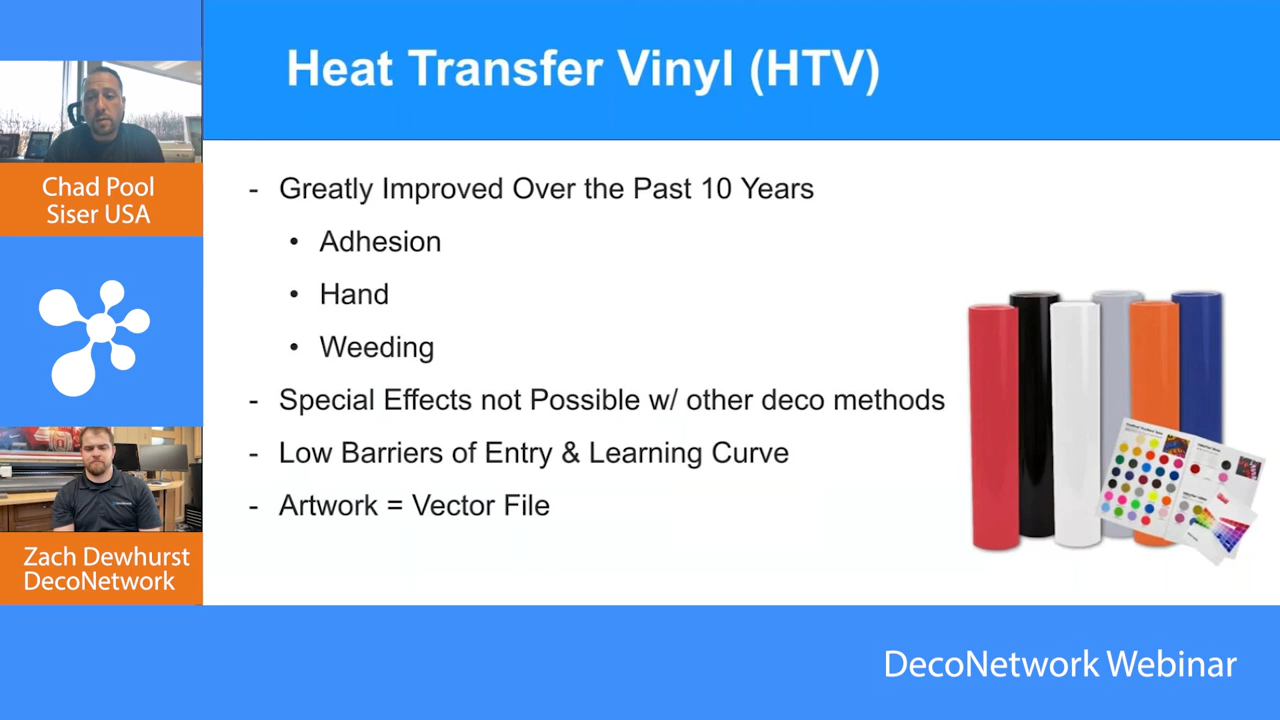 Heat Transfer Vinyl (HTV)
Chad Pool
Siser USA
- Greatly Improved Over the Past 10 Years
• Adhesion
• Hand
• Weeding
- Special Effects not Possible w/ other deco methods
- Low Barriers of Entry & Learning Curve
- Artwork = Vector File
Zach Dewhurst
DecoNetwork
DecoNetwork Webinar